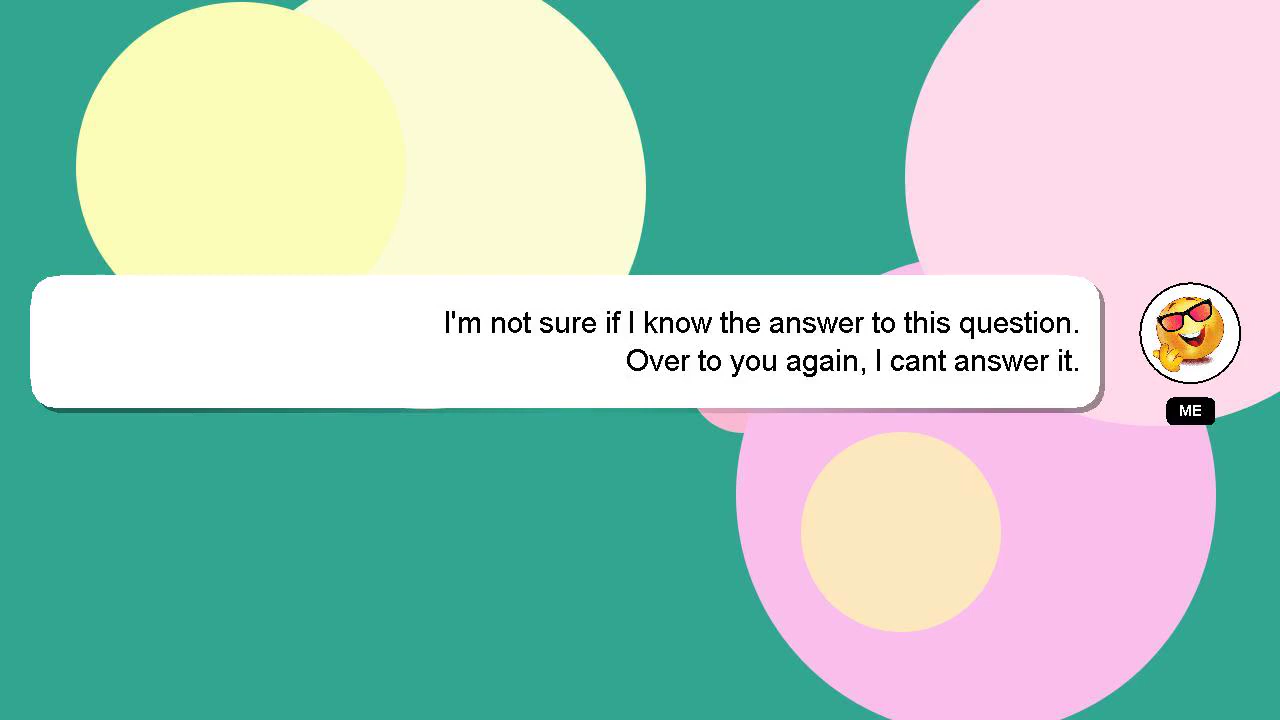 I'm not sure if I know the answer to this question.
Over to you again, I cant answer it.
ME